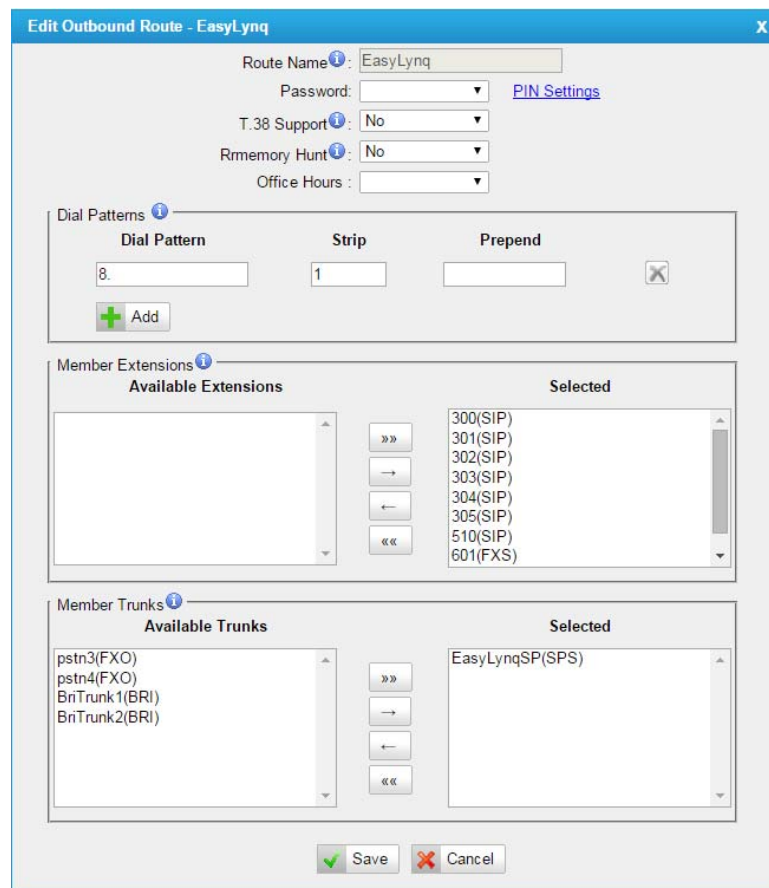 Edit Outbound Route - EasyLynq X
Route Name i : EasyLynq
Password: PIN Settings
T.38 Support i : No
Rrmemory Hunt i : No
Office Hours :
Dial Patterns i
Dial Pattern Strip Prepend
8. 1
Add
Member Extensions i
Available Extensions Selected
300(SIP)
301(SIP)
»» 302(SIP)
→ 303(SIP)
304(SIP)
← 305(SIP)
510(SIP)
«« 601(FXS)
Member Trunks i
Available Trunks Selected
pstn3(FXO) EasyLynqSP(SPS)
pstn4(FXO) »»
BriTrunk1(BRI)
BriTrunk2(BRI) →
←
««
Save Cancel